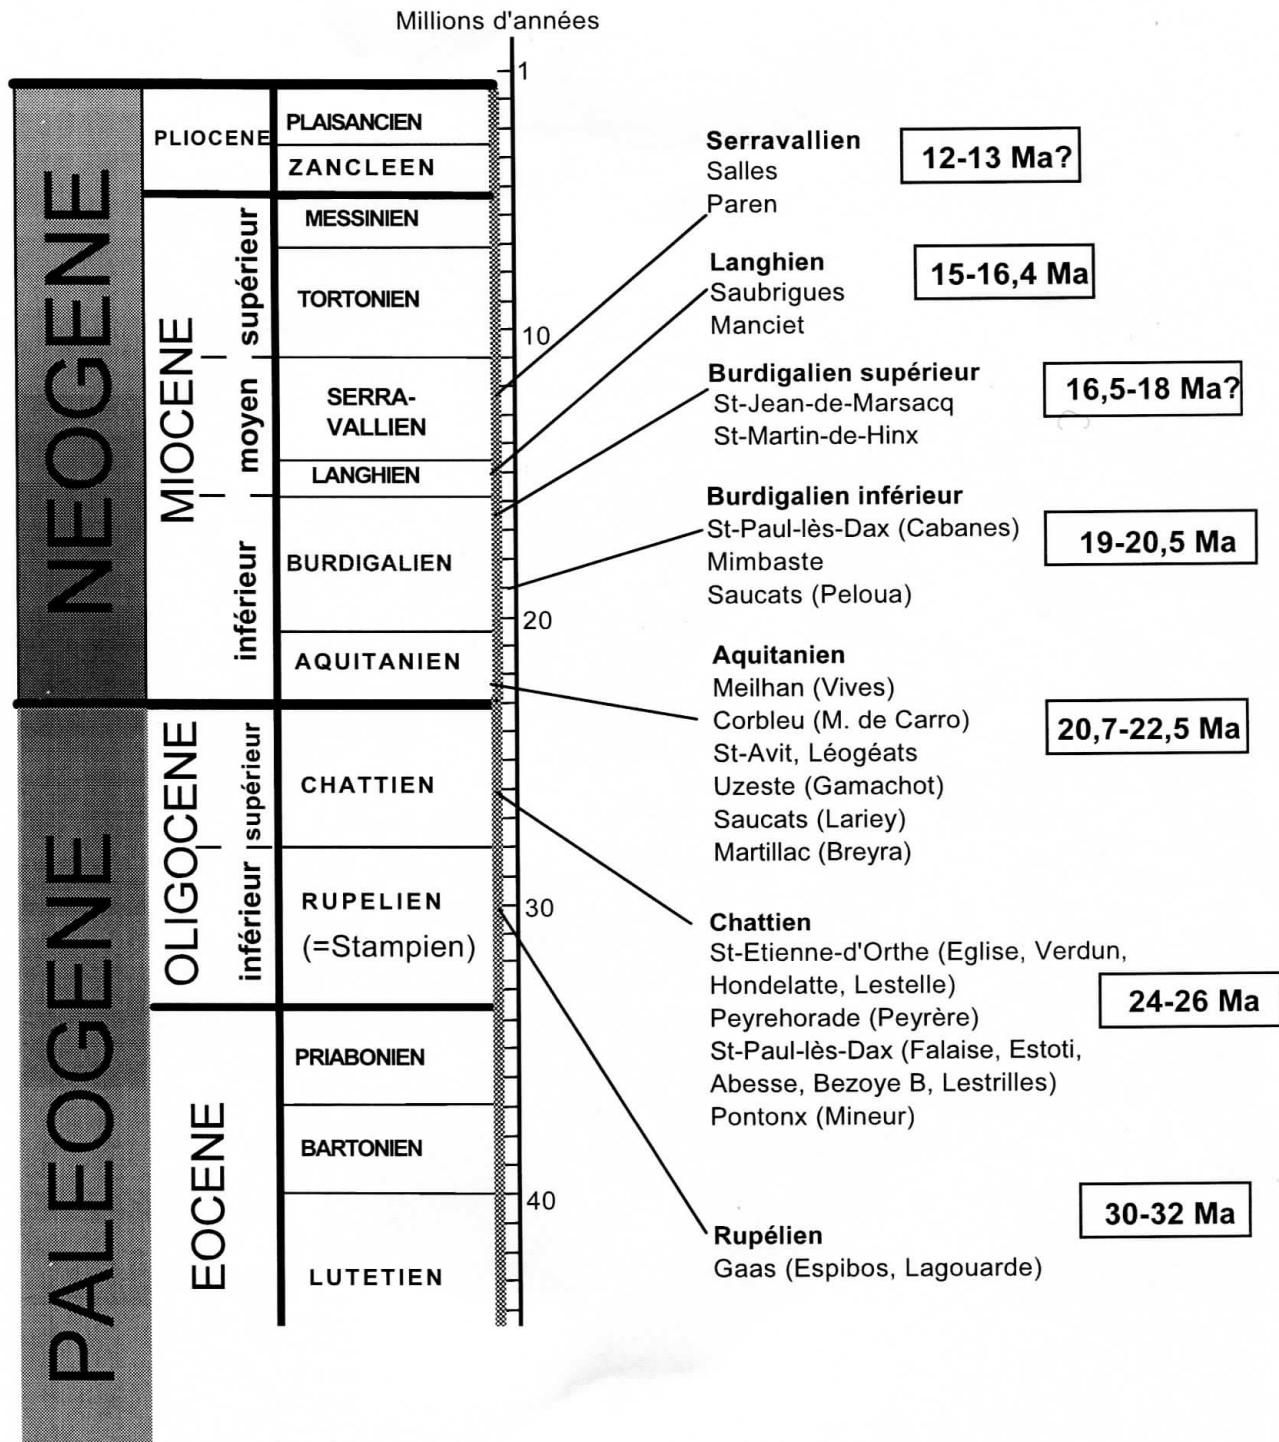 Millions d'années
1
10
20
30
40
NEOGENE
PALEOGENE
PLIOCENE
MIOCENE
supérieur
moyen
inférieur
OLIGOCENE
supérieur
inférieur
EOCENE
PLAISANCIEN
ZANCLEEN
MESSINIEN
TORTONIEN
SERRA-
VALLIEN
LANGHIEN
BURDIGALIEN
AQUITANIEN
CHATTIEN
RUPELIEN
(=Stampien)
PRIABONIEN
BARTONIEN
LUTETIEN
Serravallien
Salles
Paren
12-13 Ma?
Langhien
Saubrigues
Manciet
15-16,4 Ma
Burdigalien supérieur
St-Jean-de-Marsacq
St-Martin-de-Hinx
16,5-18 Ma?
Burdigalien inférieur
St-Paul-lès-Dax (Cabanes)
Mimbaste
Saucats (Peloua)
19-20,5 Ma
Aquitanien
Meilhan (Vives)
Corbleu (M. de Carro)
St-Avit, Léogéats
Uzeste (Gamachot)
Saucats (Lariey)
Martillac (Breyra)
20,7-22,5 Ma
Chattien
St-Etienne-d'Orthe (Eglise, Verdun,
Hondelatte, Lestelle)
Peyrehorade (Peyrère)
St-Paul-lès-Dax (Falaise, Estoti,
Abesse, Bezoye B, Lestrilles)
Pontonx (Mineur)
24-26 Ma
Rupélien
Gaas (Espibos, Lagouarde)
30-32 Ma